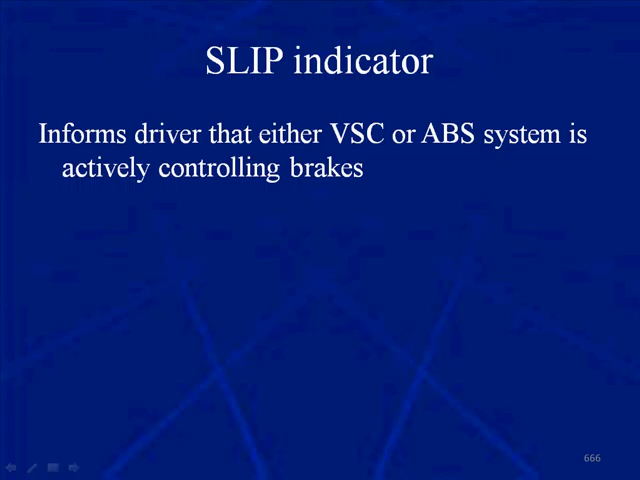 SLIP indicator
Informs driver that either VSC or ABS system is
actively controlling brakes
666